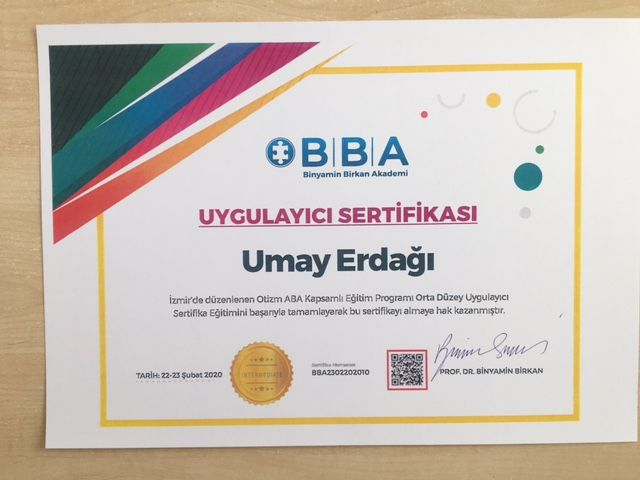 B|B|A
Binyamin Birkan Akademi
UYGULAYICI SERTİFİKASI
Umay Erdağı
İzmir'de düzenlenen Otizm ABA Kapsamlı Eğitim Programı Orta Düzey Uygulayıcı
Sertifika Eğitimini başarıyla tamamlayarak bu sertifikayı almaya hak kazanmıştır.
TARİH: 22-23 Şubat 2020
INTERMEDIATE
Sertifika Numarası
BBA2302202010
PROF. DR. BİNYAMİN BİRKAN